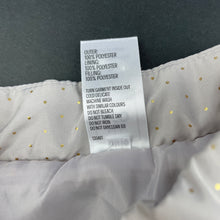 OUTER:
100% POLYESTER
LINING:
100% POLYESTER
FILLING:
100% POLYESTER
TURN GARMENT INSIDE OUT
COLD WASH
MACHINE WASH
WITH SIMILAR COLOURS
DO NOT BLEACH
DO NOT TUMBLE DRY
DO NOT IRON
DO NOT DRYCLEAN